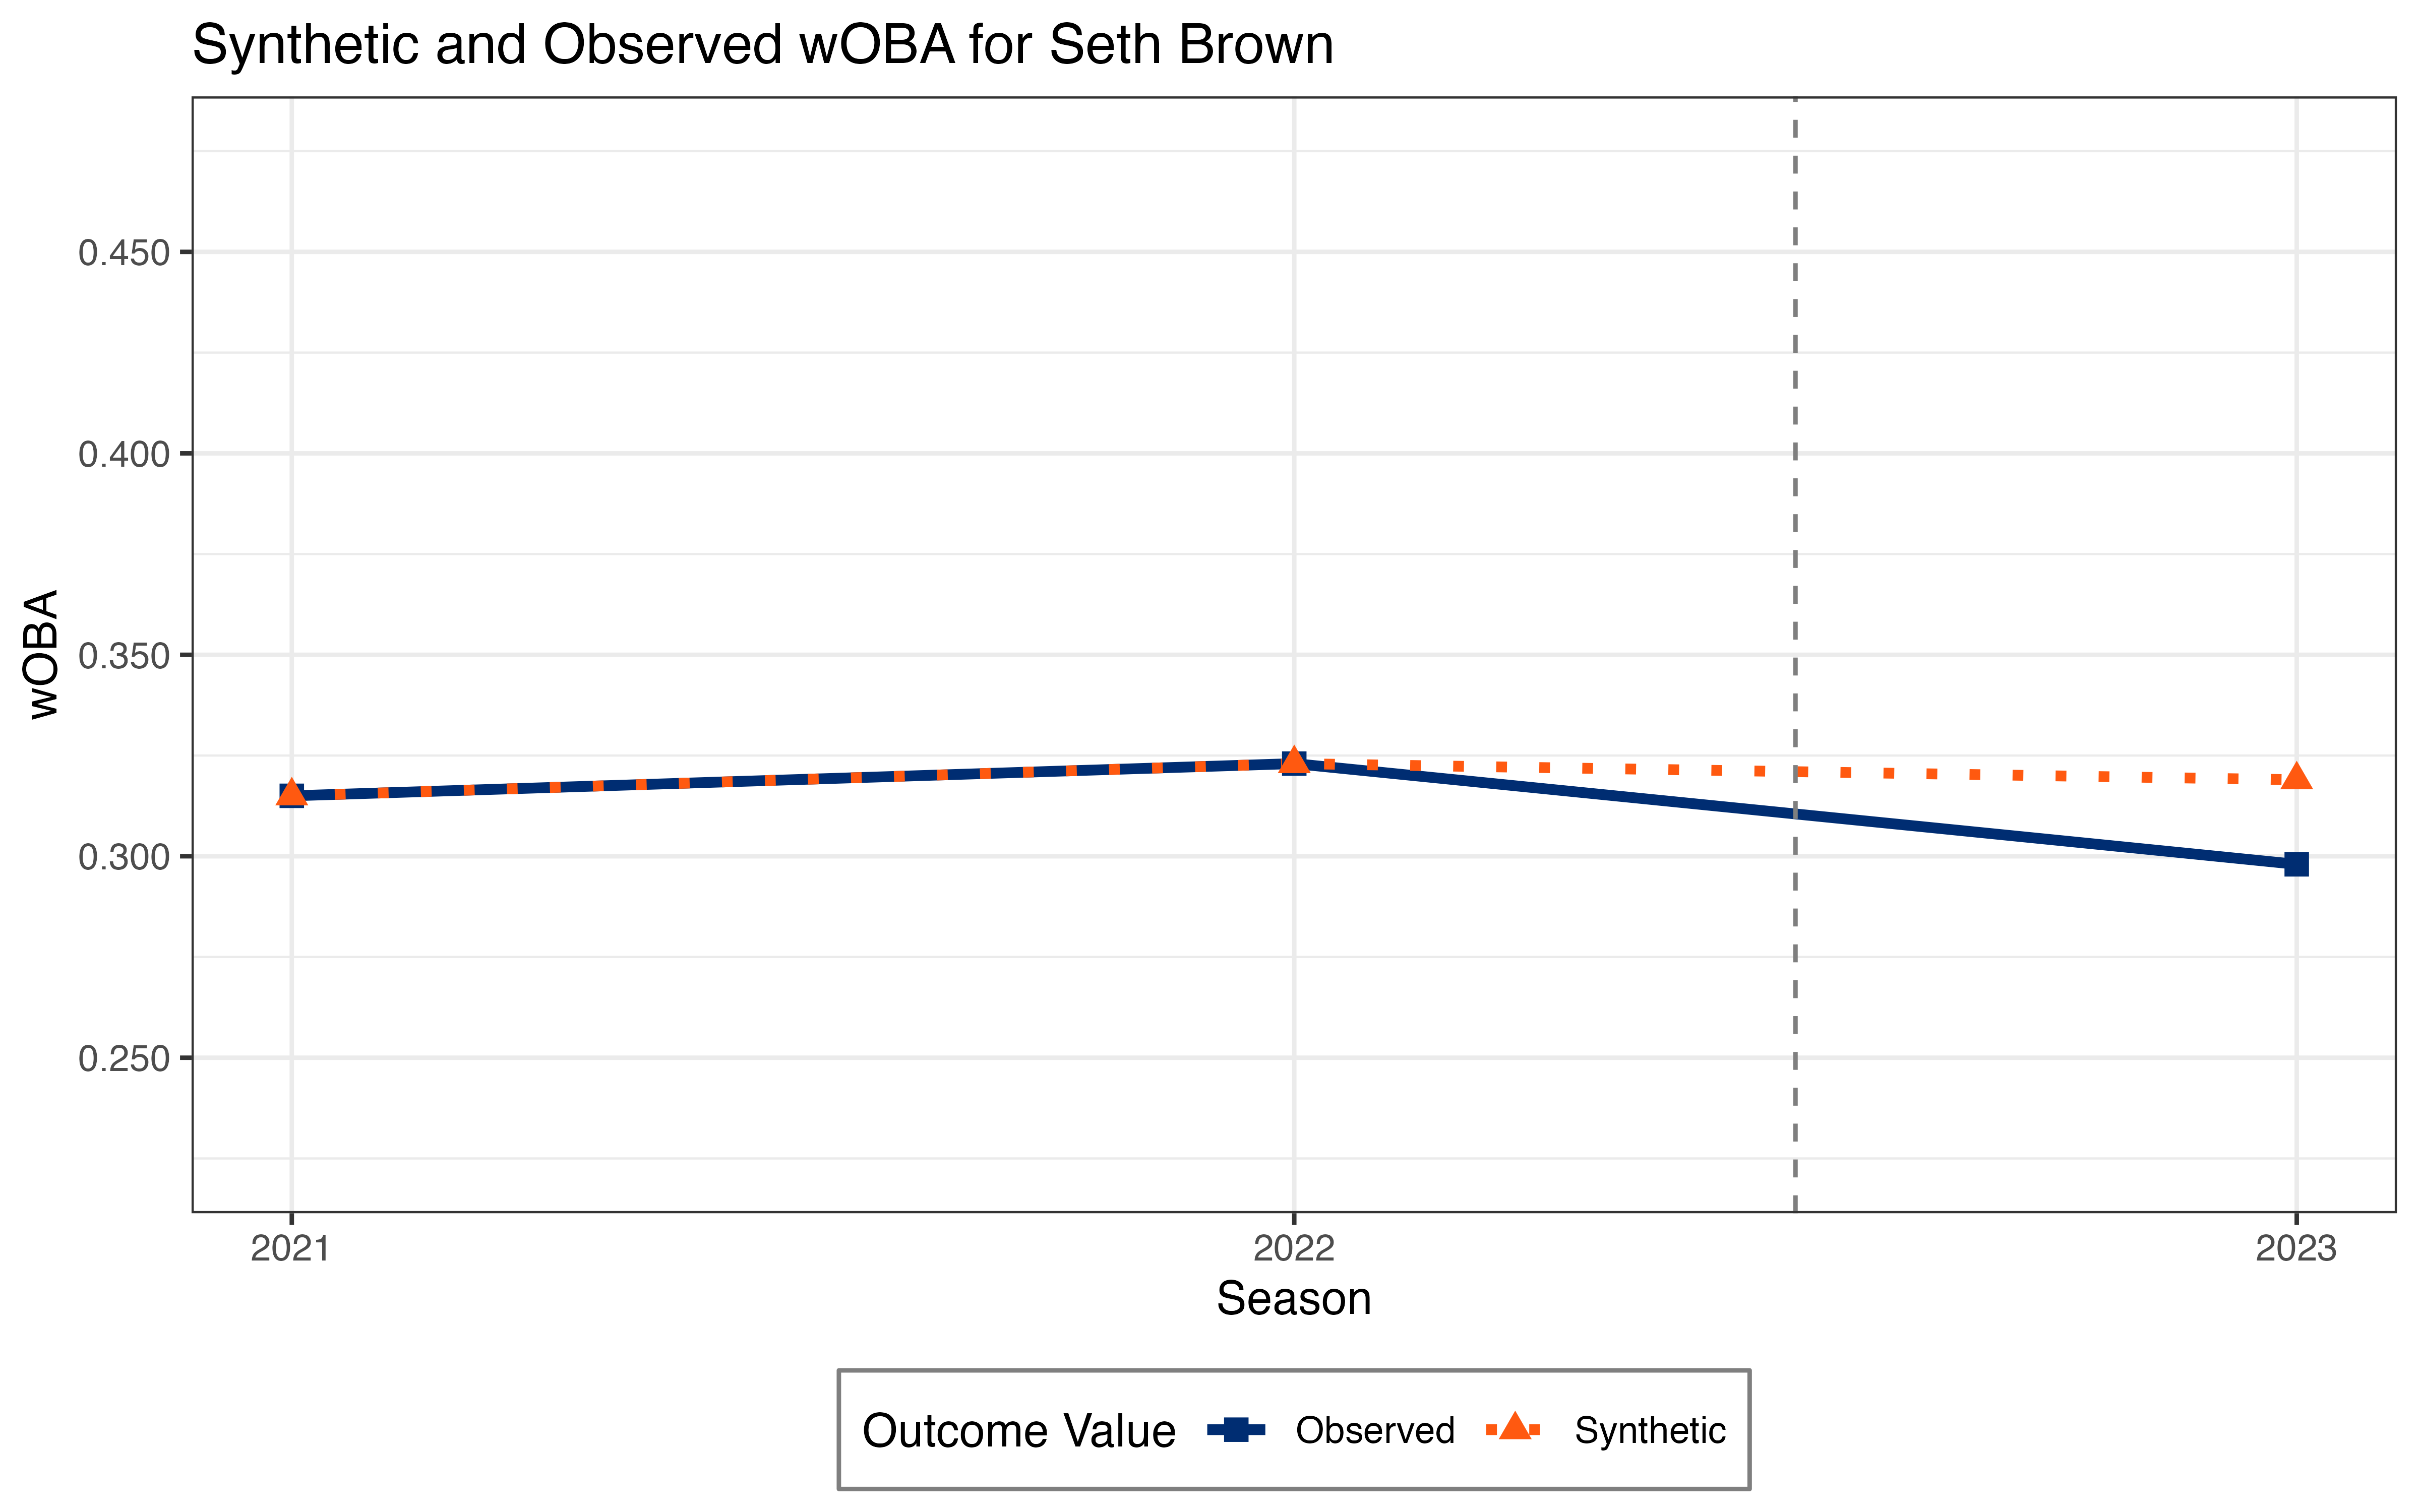 Synthetic and Observed wOBA for Seth Brown
wOBA
0.450
0.400
0.350
0.300
0.250
2021 2022 2023
Season
Outcome Value Observed Synthetic